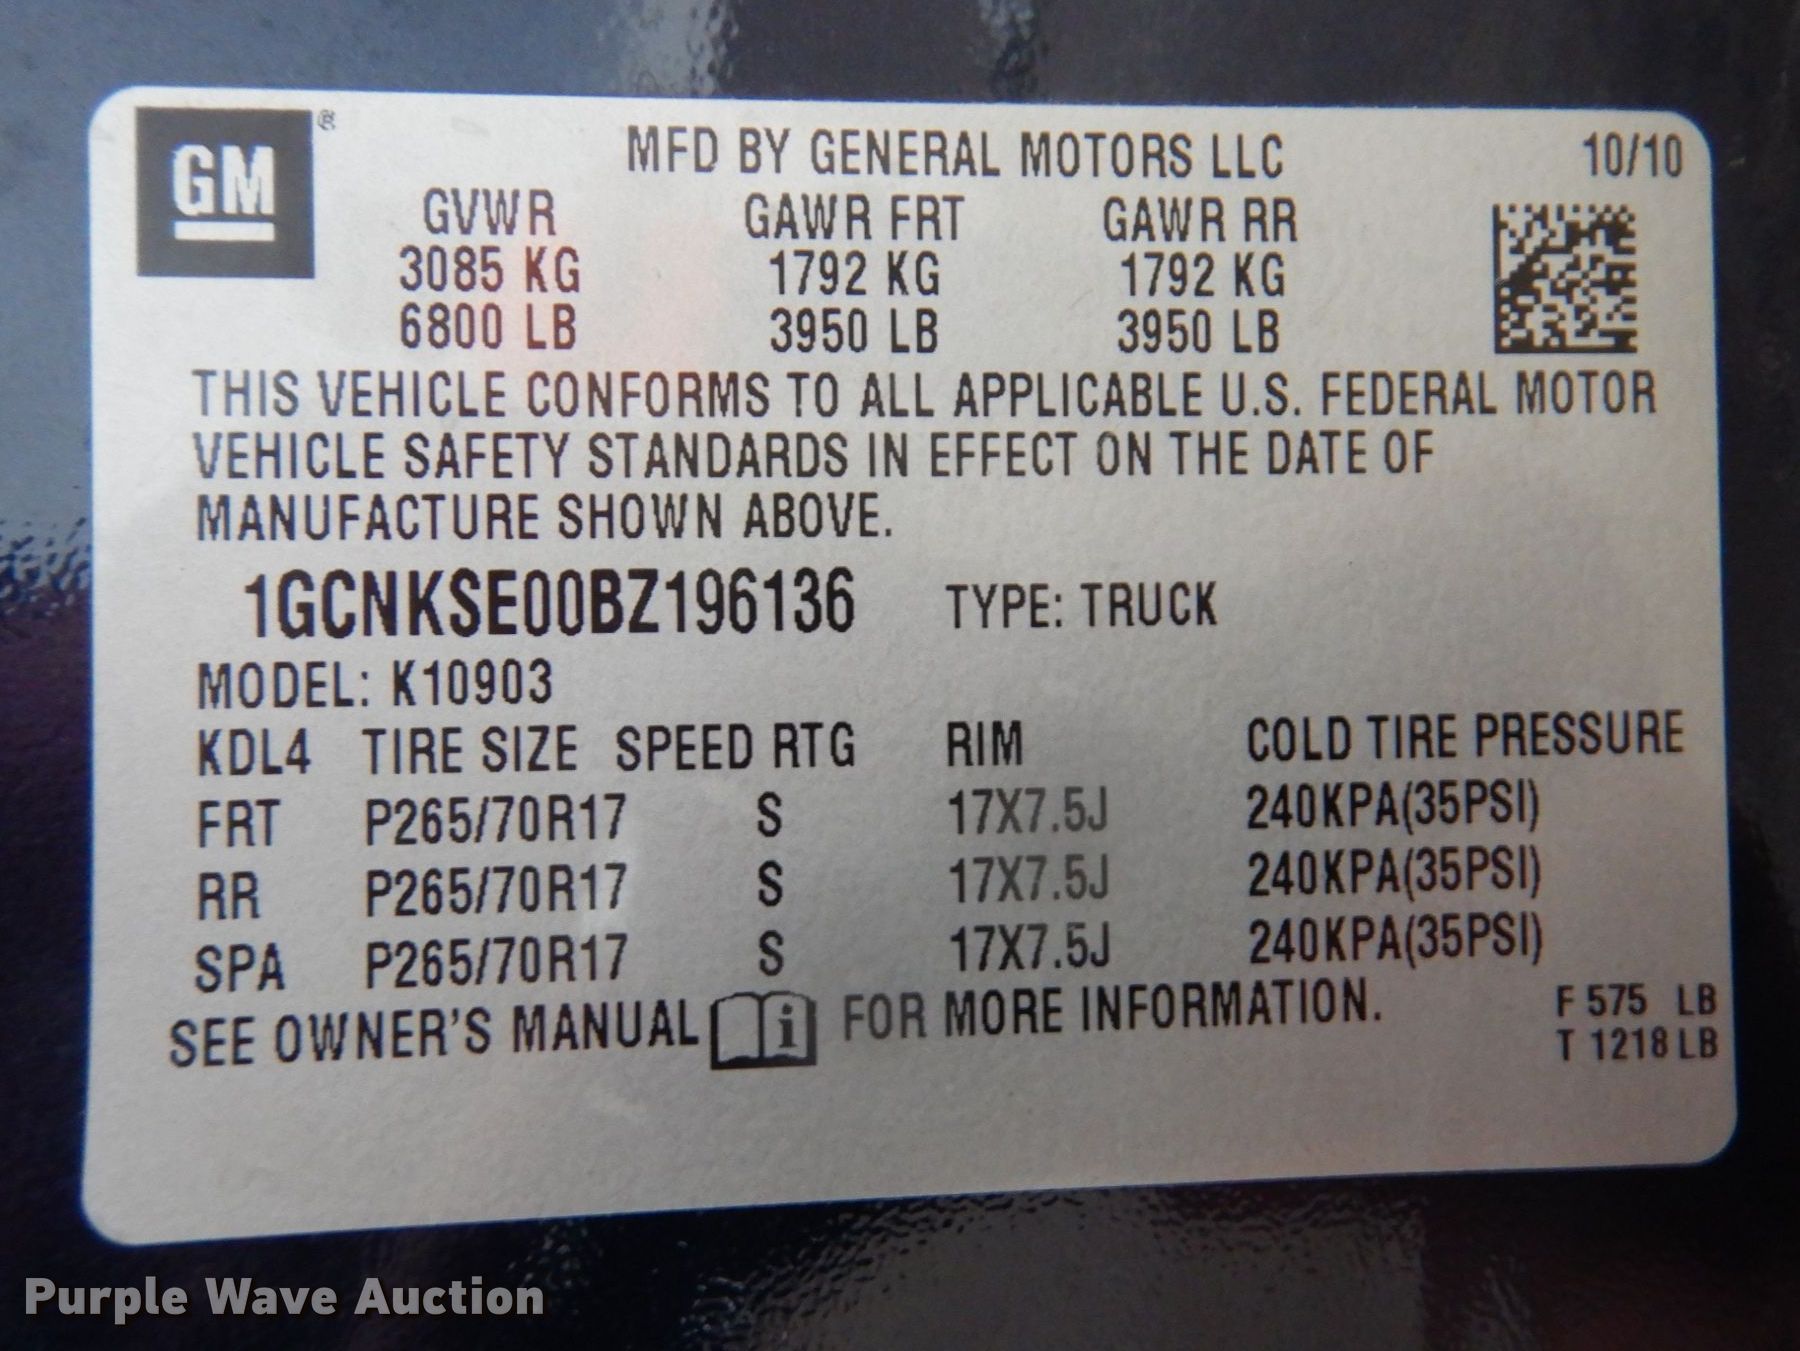 GM ®
MFD BY GENERAL MOTORS LLC 10/10
GVWR GAWR FRT GAWR RR
3085 KG 1792 KG 1792 KG
6800 LB 3950 LB 3950 LB
THIS VEHICLE CONFORMS TO ALL APPLICABLE U.S. FEDERAL MOTOR
VEHICLE SAFETY STANDARDS IN EFFECT ON THE DATE OF
MANUFACTURE SHOWN ABOVE.
1GCNKSE00BZ196136 TYPE: TRUCK
MODEL: K10903
KDL4 TIRE SIZE SPEED RTG RIM COLD TIRE PRESSURE
FRT P265/70R17 S 17X7.5J 240KPA(35PSI)
RR P265/70R17 S 17X7.5J 240KPA(35PSI)
SPA P265/70R17 S 17X7.5J 240KPA(35PSI)
SEE OWNER'S MANUAL i FOR MORE INFORMATION.
F 575 LB
T 1218 LB
Purple Wave Auction